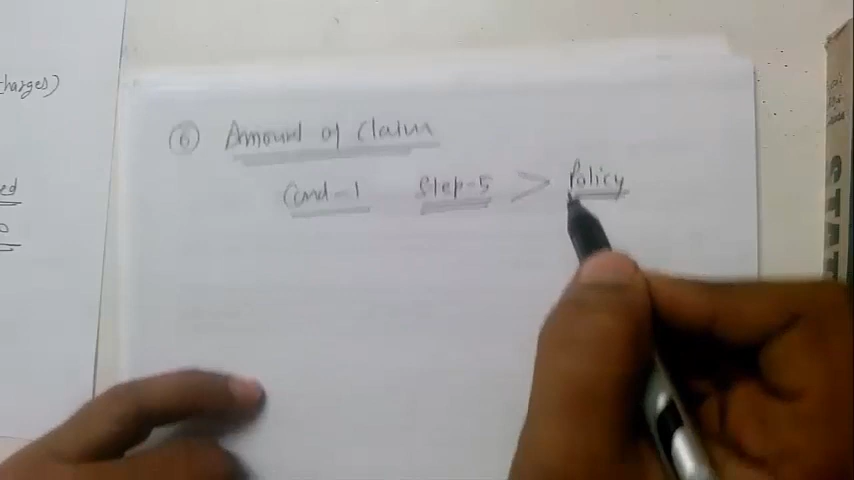 charges)
ed
⑥ Amount of Claim
Cond-1 Step-5 > Policy